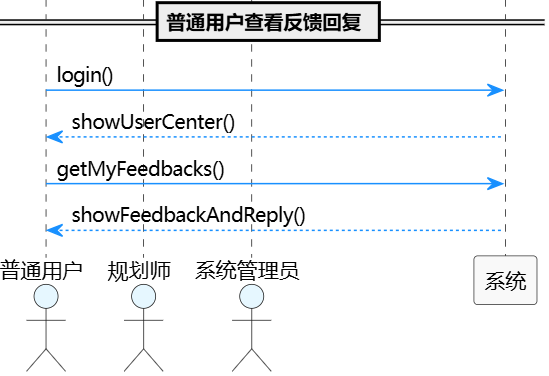 普通用户查看反馈回复
login()
showUserCenter()
getMyFeedbacks()
showFeedbackAndReply()
普通用户 规划师 系统管理员 系统